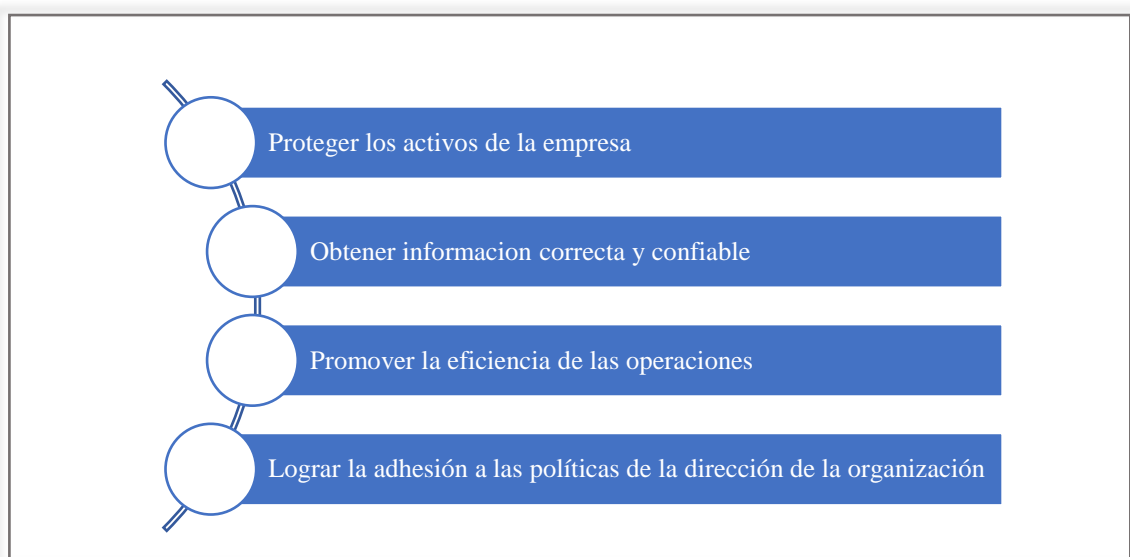 Proteger los activos de la empresa
Obtener informacion correcta y confiable
Promover la eficiencia de las operaciones
Lograr la adhesión a las políticas de la dirección de la organización